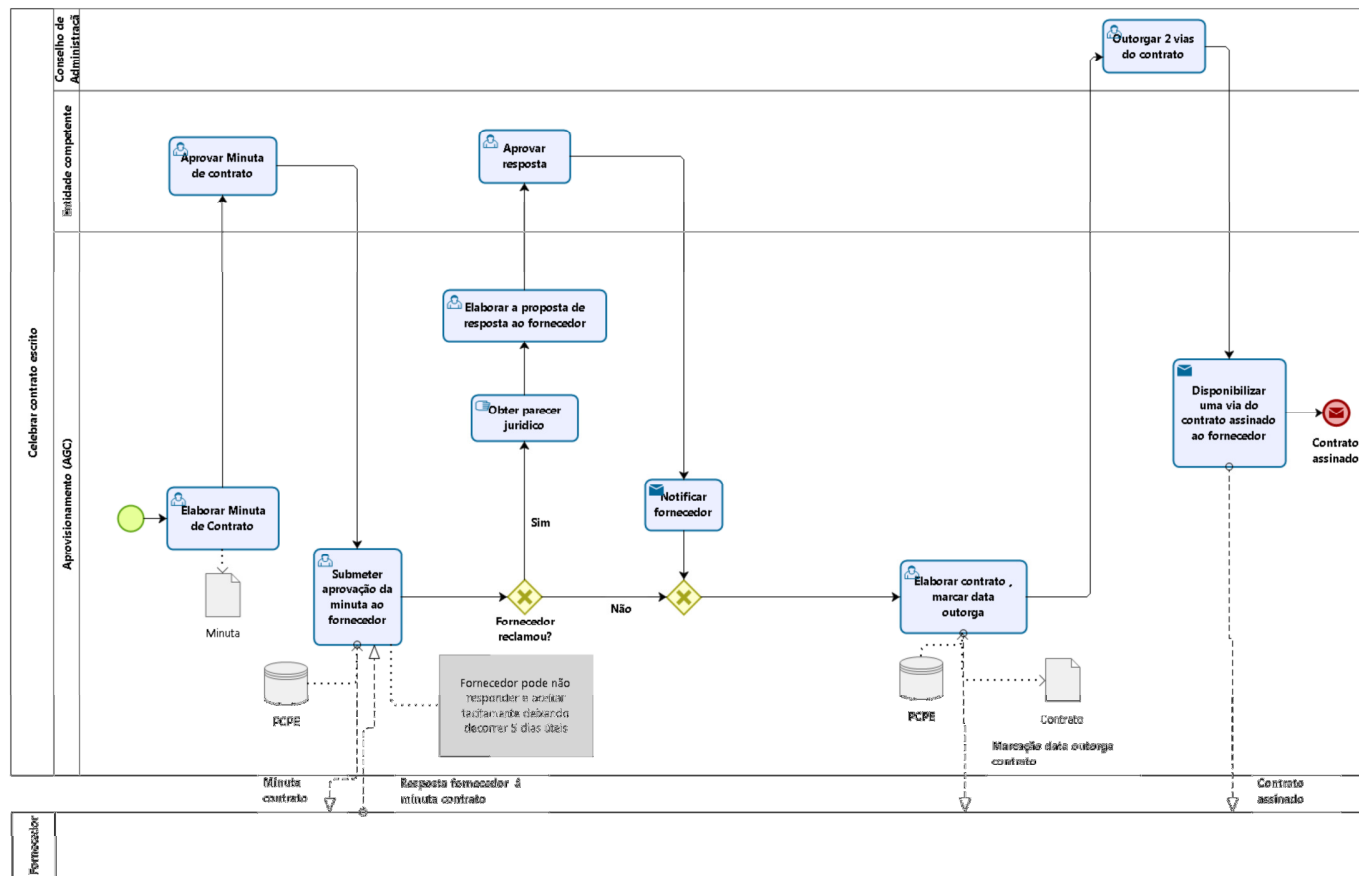 Celebrar contrato escrito
Conselho de
Administraçã
Outorgar 2 vias
do contrato
Entidade competente
Aprovar Minuta
de contrato
Aprovar
resposta
Aprovisionamento (AGC)
Elaborar a proposta de
resposta ao fornecedor
Obter parecer
juridico
Disponibilizar
uma via do
contrato assinado
ao fornecedor
Contrato
assinado
Elaborar Minuta
de Contrato
Notificar
fornecedor
Sim
Submeter
aprovação da
minuta ao
fornecedor
Elaborar contrato ,
marcar data
outorga
Não
Fornecedor
reclamou?
Minuta
Fornecedor pode não
responder e aceitar
tacitamente deixando
decorrer 5 dias úteis
PCPE
PCPE
Contrato
Marcação data outorga
contrato
Minuta
contrato
Resposta fornecedor à
minuta contrato
Contrato
assinado
Fornecedor